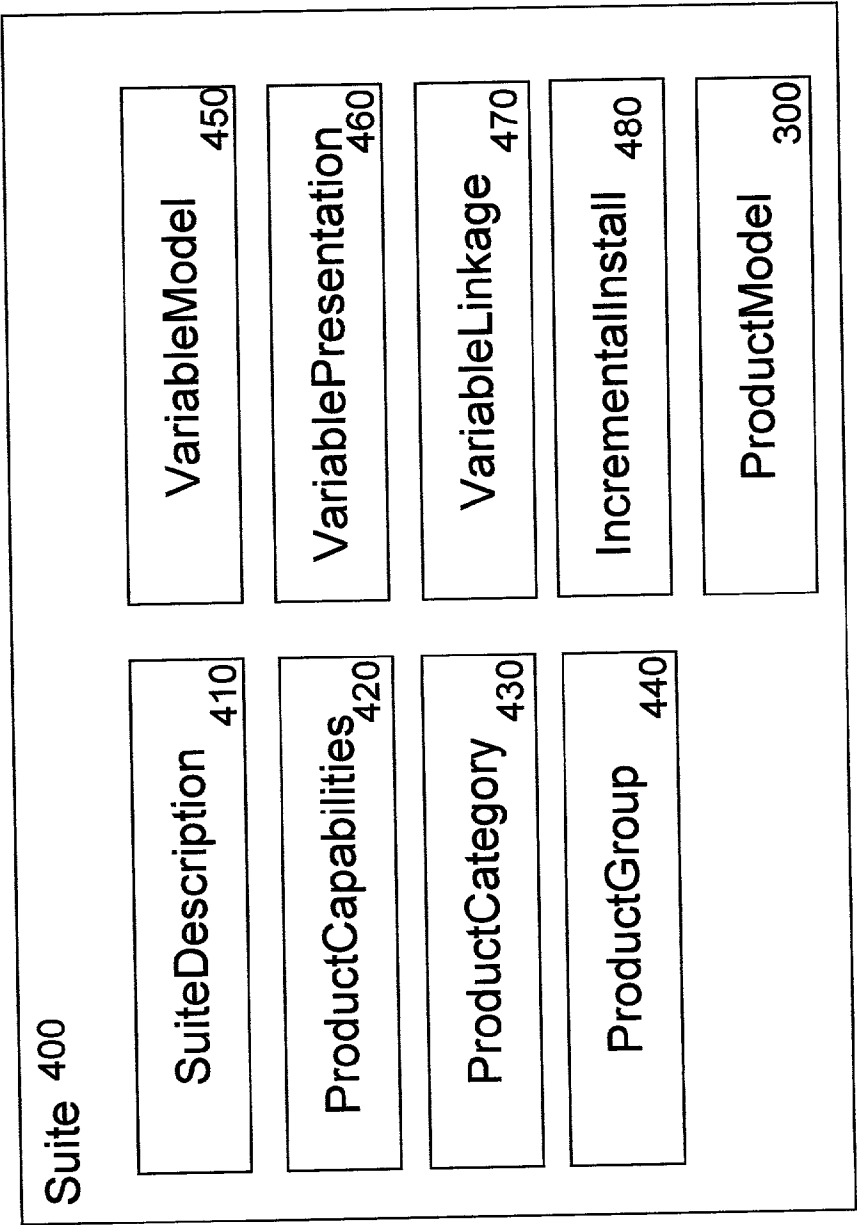 Suite 400
SuiteDescription
410
ProductCapabilities
420
ProductCategory
430
ProductGroup
440
VariableModel
450
VariablePresentation
460
VariableLinkage
470
IncrementalInstall
480
ProductModel
300